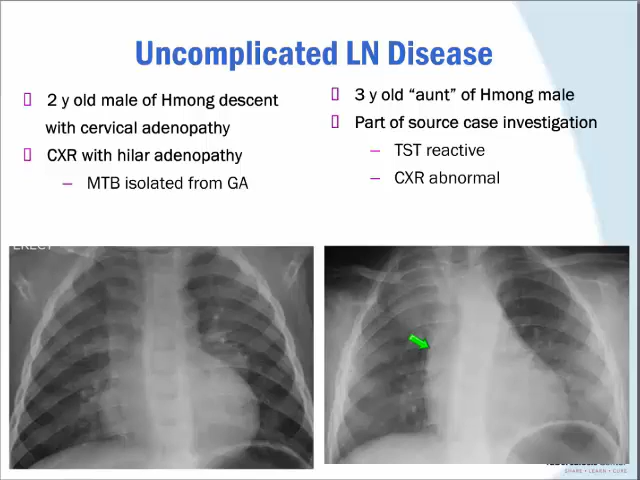 Uncomplicated LN Disease
2 y old male of Hmong descent
with cervical adenopathy
CXR with hilar adenopathy
– MTB isolated from GA
3 y old “aunt” of Hmong male
Part of source case investigation
– TST reactive
– CXR abnormal
ERECT
SHARE • LEARN • CURE